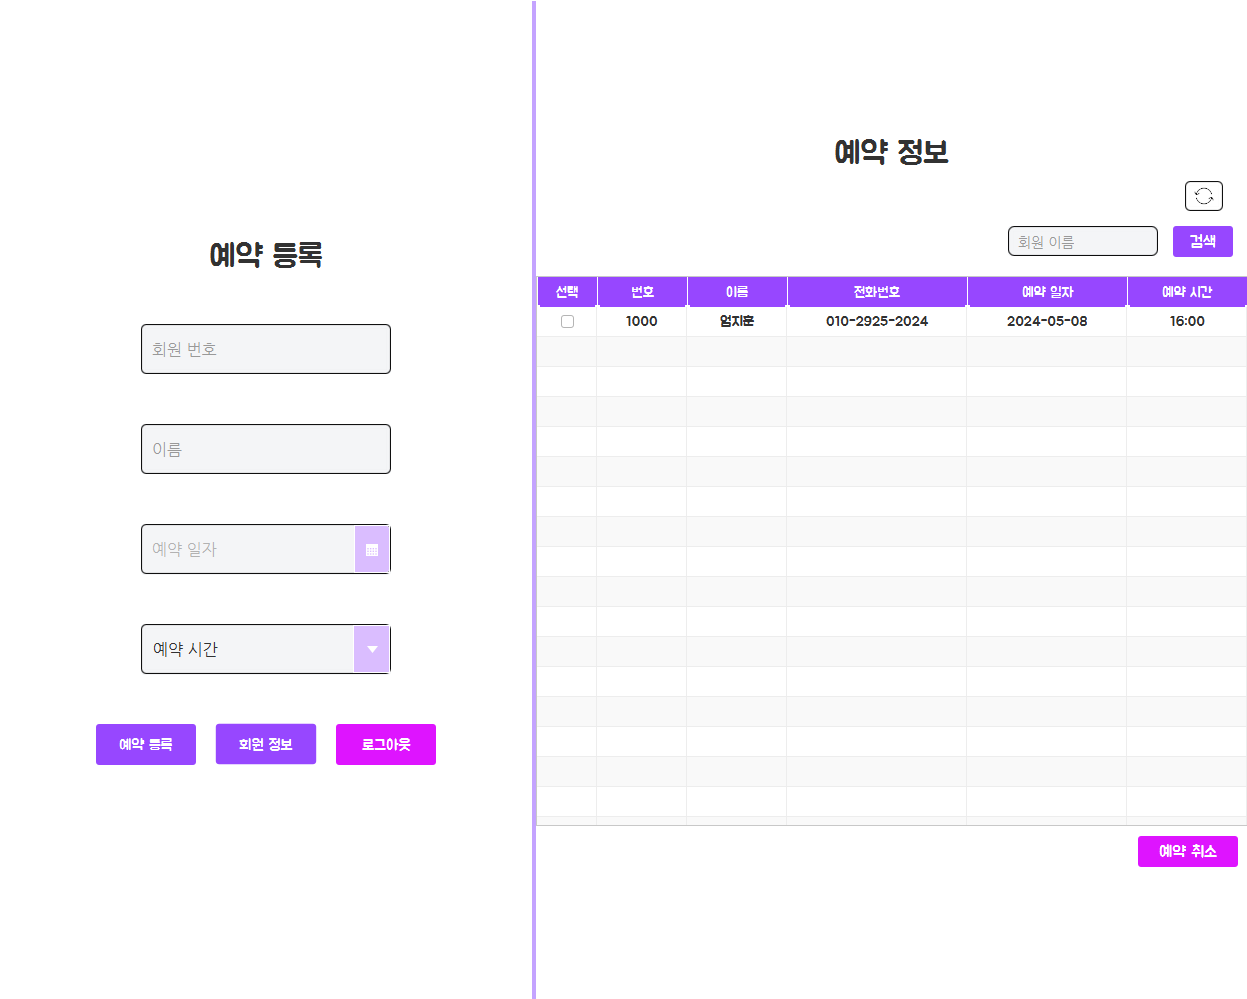 예약 등록
회원 번호
이름
예약 일자
예약 시간
예약 등록 회원 정보 로그아웃
예약 정보
회원 이름 검색
선택 번호 이름 전화번호 예약 일자 예약 시간
1000 엄지훈 010-2925-2024 2024-05-08 16:00
예약 취소